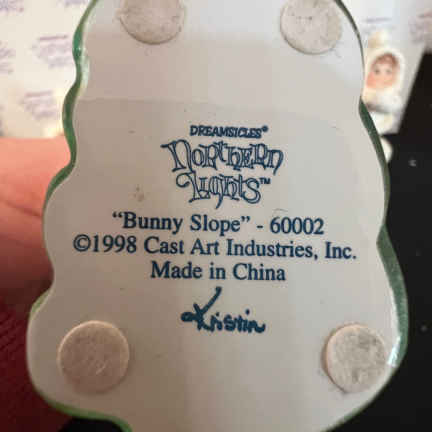 DREAMSICLES®
NORTHERN
LIGHTS™
“Bunny Slope” - 60002
©1998 Cast Art Industries, Inc.
Made in China
Kristin